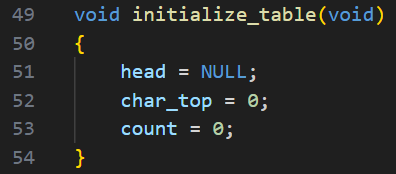 49 void initialize_table(void)
50 {
51     head = NULL;
52     char_top = 0;
53     count = 0;
54 }